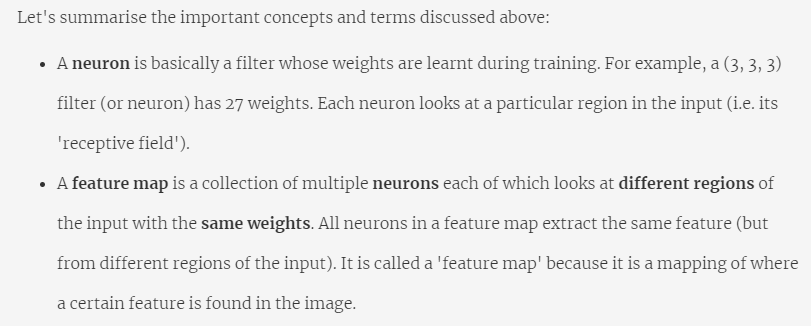 Let's summarise the important concepts and terms discussed above:
• A neuron is basically a filter whose weights are learnt during training. For example, a (3, 3, 3)
filter (or neuron) has 27 weights. Each neuron looks at a particular region in the input (i.e. its
'receptive field').
• A feature map is a collection of multiple neurons each of which looks at different regions of
the input with the same weights. All neurons in a feature map extract the same feature (but
from different regions of the input). It is called a 'feature map' because it is a mapping of where
a certain feature is found in the image.